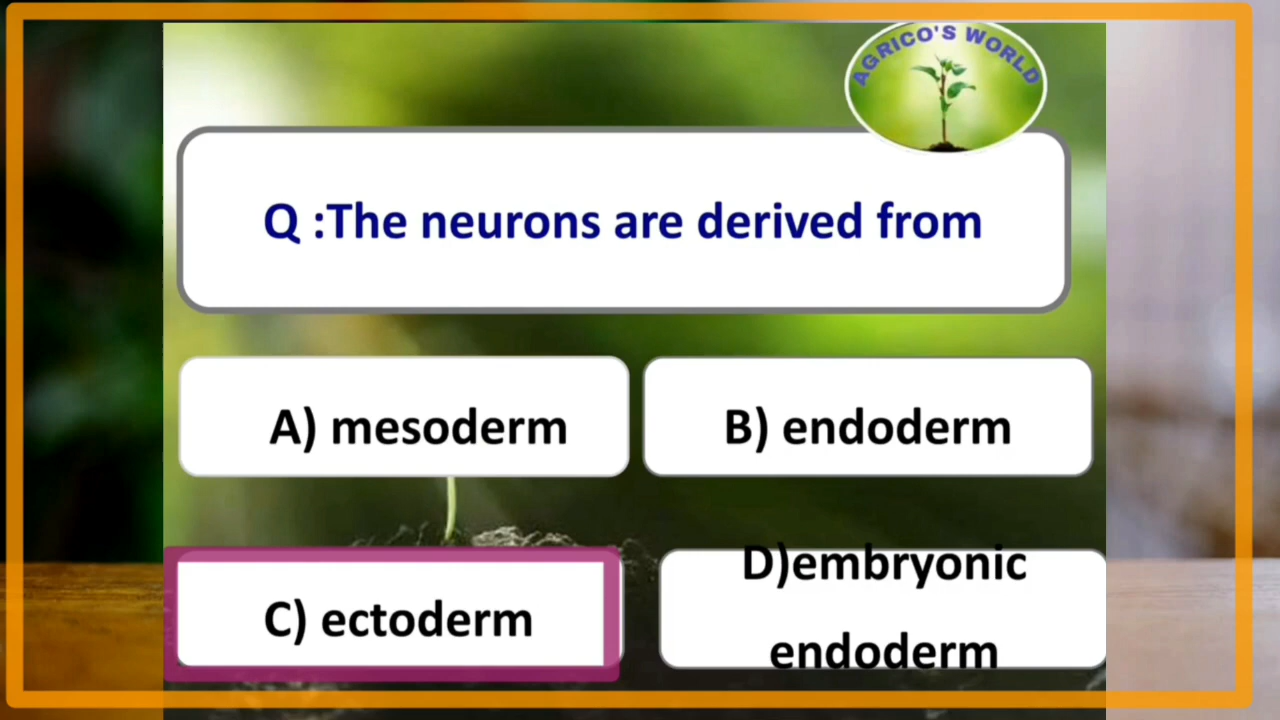 AGRICO'S WORLD
Q :The neurons are derived from
A) mesoderm
B) endoderm
C) ectoderm
D)embryonic
endoderm